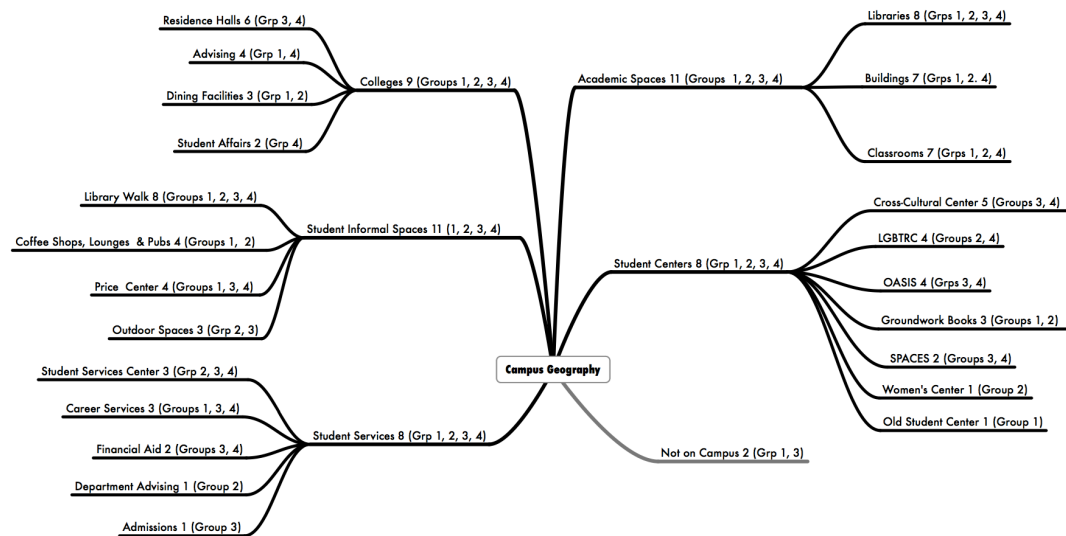 Residence Halls 6 (Grp 3, 4)
Advising 4 (Grp 1, 4)
Dining Facilities 3 (Grp 1, 2)
Student Affairs 2 (Grp 4)
Colleges 9 (Groups 1, 2, 3, 4)
Library Walk 8 (Groups 1, 2, 3, 4)
Coffee Shops, Lounges & Pubs 4 (Groups 1, 2)
Price Center 4 (Groups 1, 3, 4)
Outdoor Spaces 3 (Grp 2, 3)
Student Informal Spaces 11 (1, 2, 3, 4)
Student Services Center 3 (Grp 2, 3, 4)
Career Services 3 (Groups 1, 3, 4)
Financial Aid 2 (Groups 3, 4)
Department Advising 1 (Group 2)
Admissions 1 (Group 3)
Student Services 8 (Grp 1, 2, 3, 4)
Campus Geography
Academic Spaces 11 (Groups 1, 2, 3, 4)
Libraries 8 (Grps 1, 2, 3, 4)
Buildings 7 (Grps 1, 2. 4)
Classrooms 7 (Grps 1, 2, 4)
Student Centers 8 (Grp 1, 2, 3, 4)
Cross-Cultural Center 5 (Groups 3, 4)
LGBTRC 4 (Groups 2, 4)
OASIS 4 (Grps 3, 4)
Groundwork Books 3 (Groups 1, 2)
SPACES 2 (Groups 3, 4)
Women's Center 1 (Group 2)
Old Student Center 1 (Group 1)
Not on Campus 2 (Grp 1, 3)